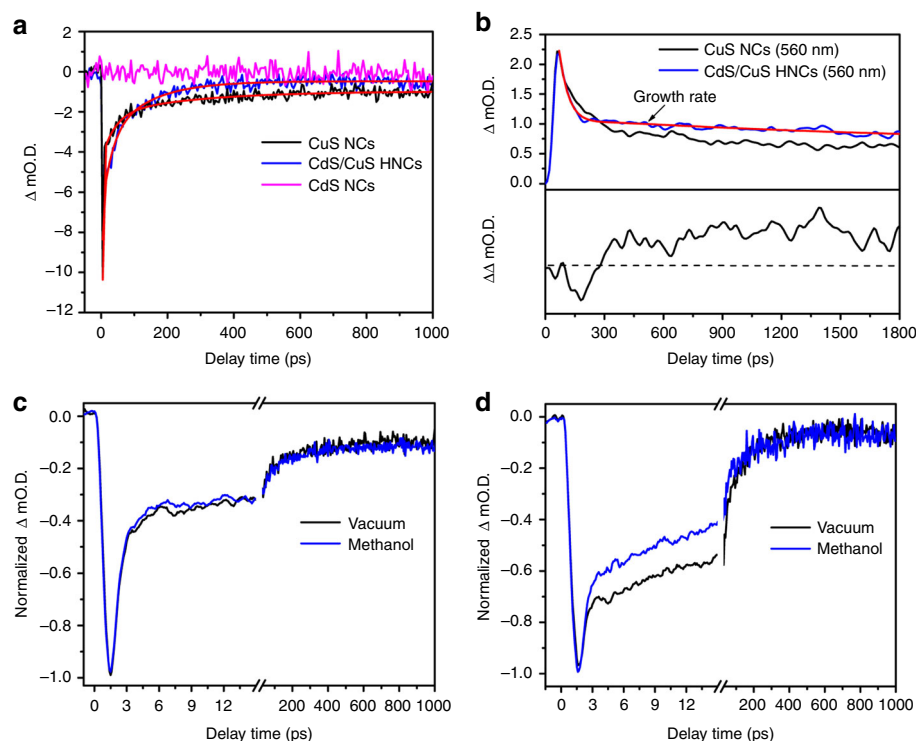 a
2
0
−2
−4
−6
−8
−10
−12
Δ mO.D.
CuS NCs
CdS/CuS HNCs
CdS NCs
0 200 400 600 800 1000
Delay time (ps)
b
2.5
2.0
1.5
1.0
0.5
0.0
Δ mO.D.
CuS NCs (560 nm)
CdS/CuS HNCs (560 nm)
Growth rate
ΔΔ mO.D.
0 300 600 900 1200 1500 1800
Delay time (ps)
c
0.0
−0.2
−0.4
−0.6
−0.8
−1.0
Normalized Δ mO.D.
Vacuum
Methanol
0 3 6 9 12 200 400 600 800 1000
Delay time (ps)
d
0.0
−0.2
−0.4
−0.6
−0.8
−1.0
Normalized Δ mO.D.
Vacuum
Methanol
0 3 6 9 12 200 400 600 800 1000
Delay time (ps)